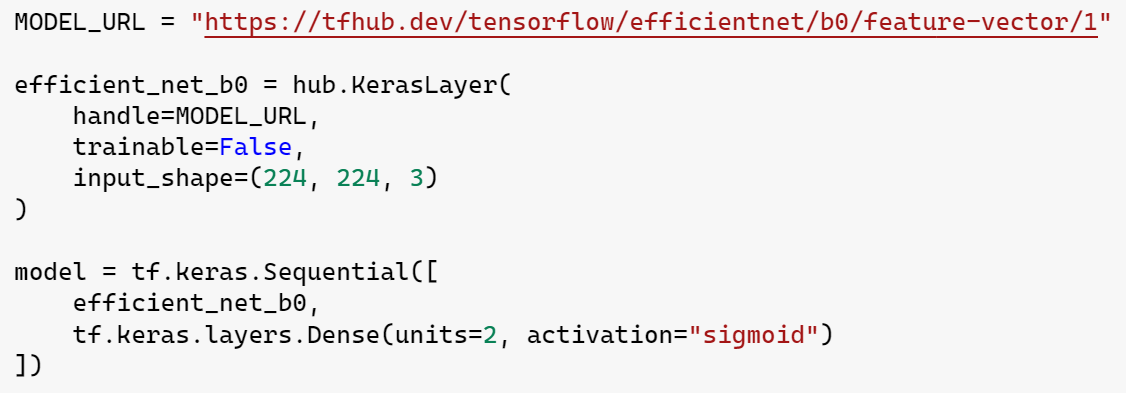 MODEL_URL = "https://tfhub.dev/tensorflow/efficientnet/b0/feature-vector/1"

efficient_net_b0 = hub.KerasLayer(
    handle=MODEL_URL,
    trainable=False,
    input_shape=(224, 224, 3)
)

model = tf.keras.Sequential([
    efficient_net_b0,
    tf.keras.layers.Dense(units=2, activation="sigmoid")
])